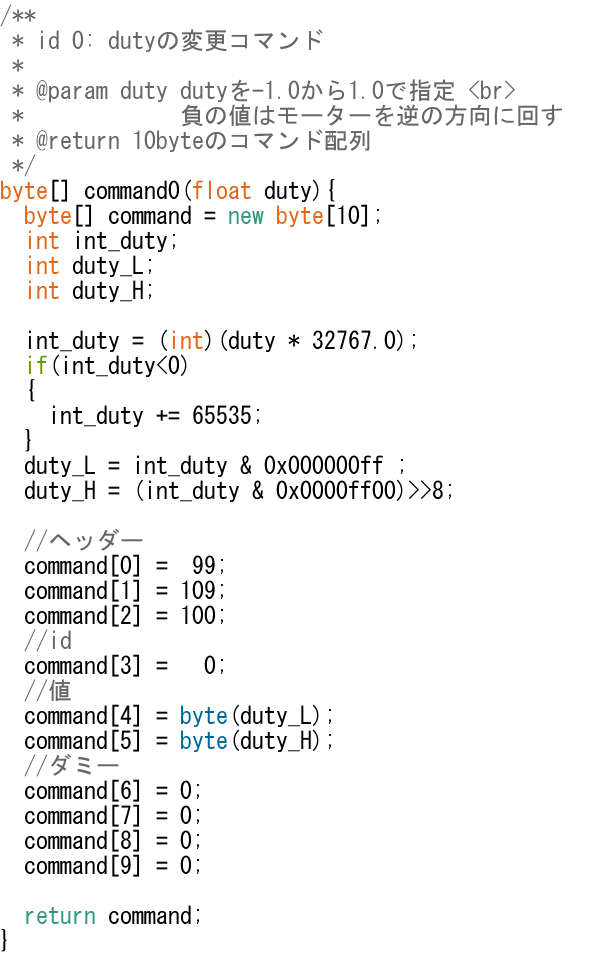 /**
 * id 0: dutyの変更コマンド
 *
 * @param duty dutyを-1.0から1.0で指定 <br>
 *             負の値はモーターを逆の方向に回す
 * @return 10byteのコマンド配列
 */
byte[] command0(float duty){
  byte[] command = new byte[10];
  int int_duty;
  int duty_L;
  int duty_H;

  int_duty = (int)(duty * 32767.0);
  if(int_duty<0)
  {
    int_duty += 65535;
  }
  duty_L = int_duty & 0x000000ff ;
  duty_H = (int_duty & 0x0000ff00)>>8;

  //ヘッダー
  command[0] =  99;
  command[1] = 109;
  command[2] = 100;
  //id
  command[3] =   0;
  //値
  command[4] = byte(duty_L);
  command[5] = byte(duty_H);
  //ダミー
  command[6] = 0;
  command[7] = 0;
  command[8] = 0;
  command[9] = 0;

  return command;
}